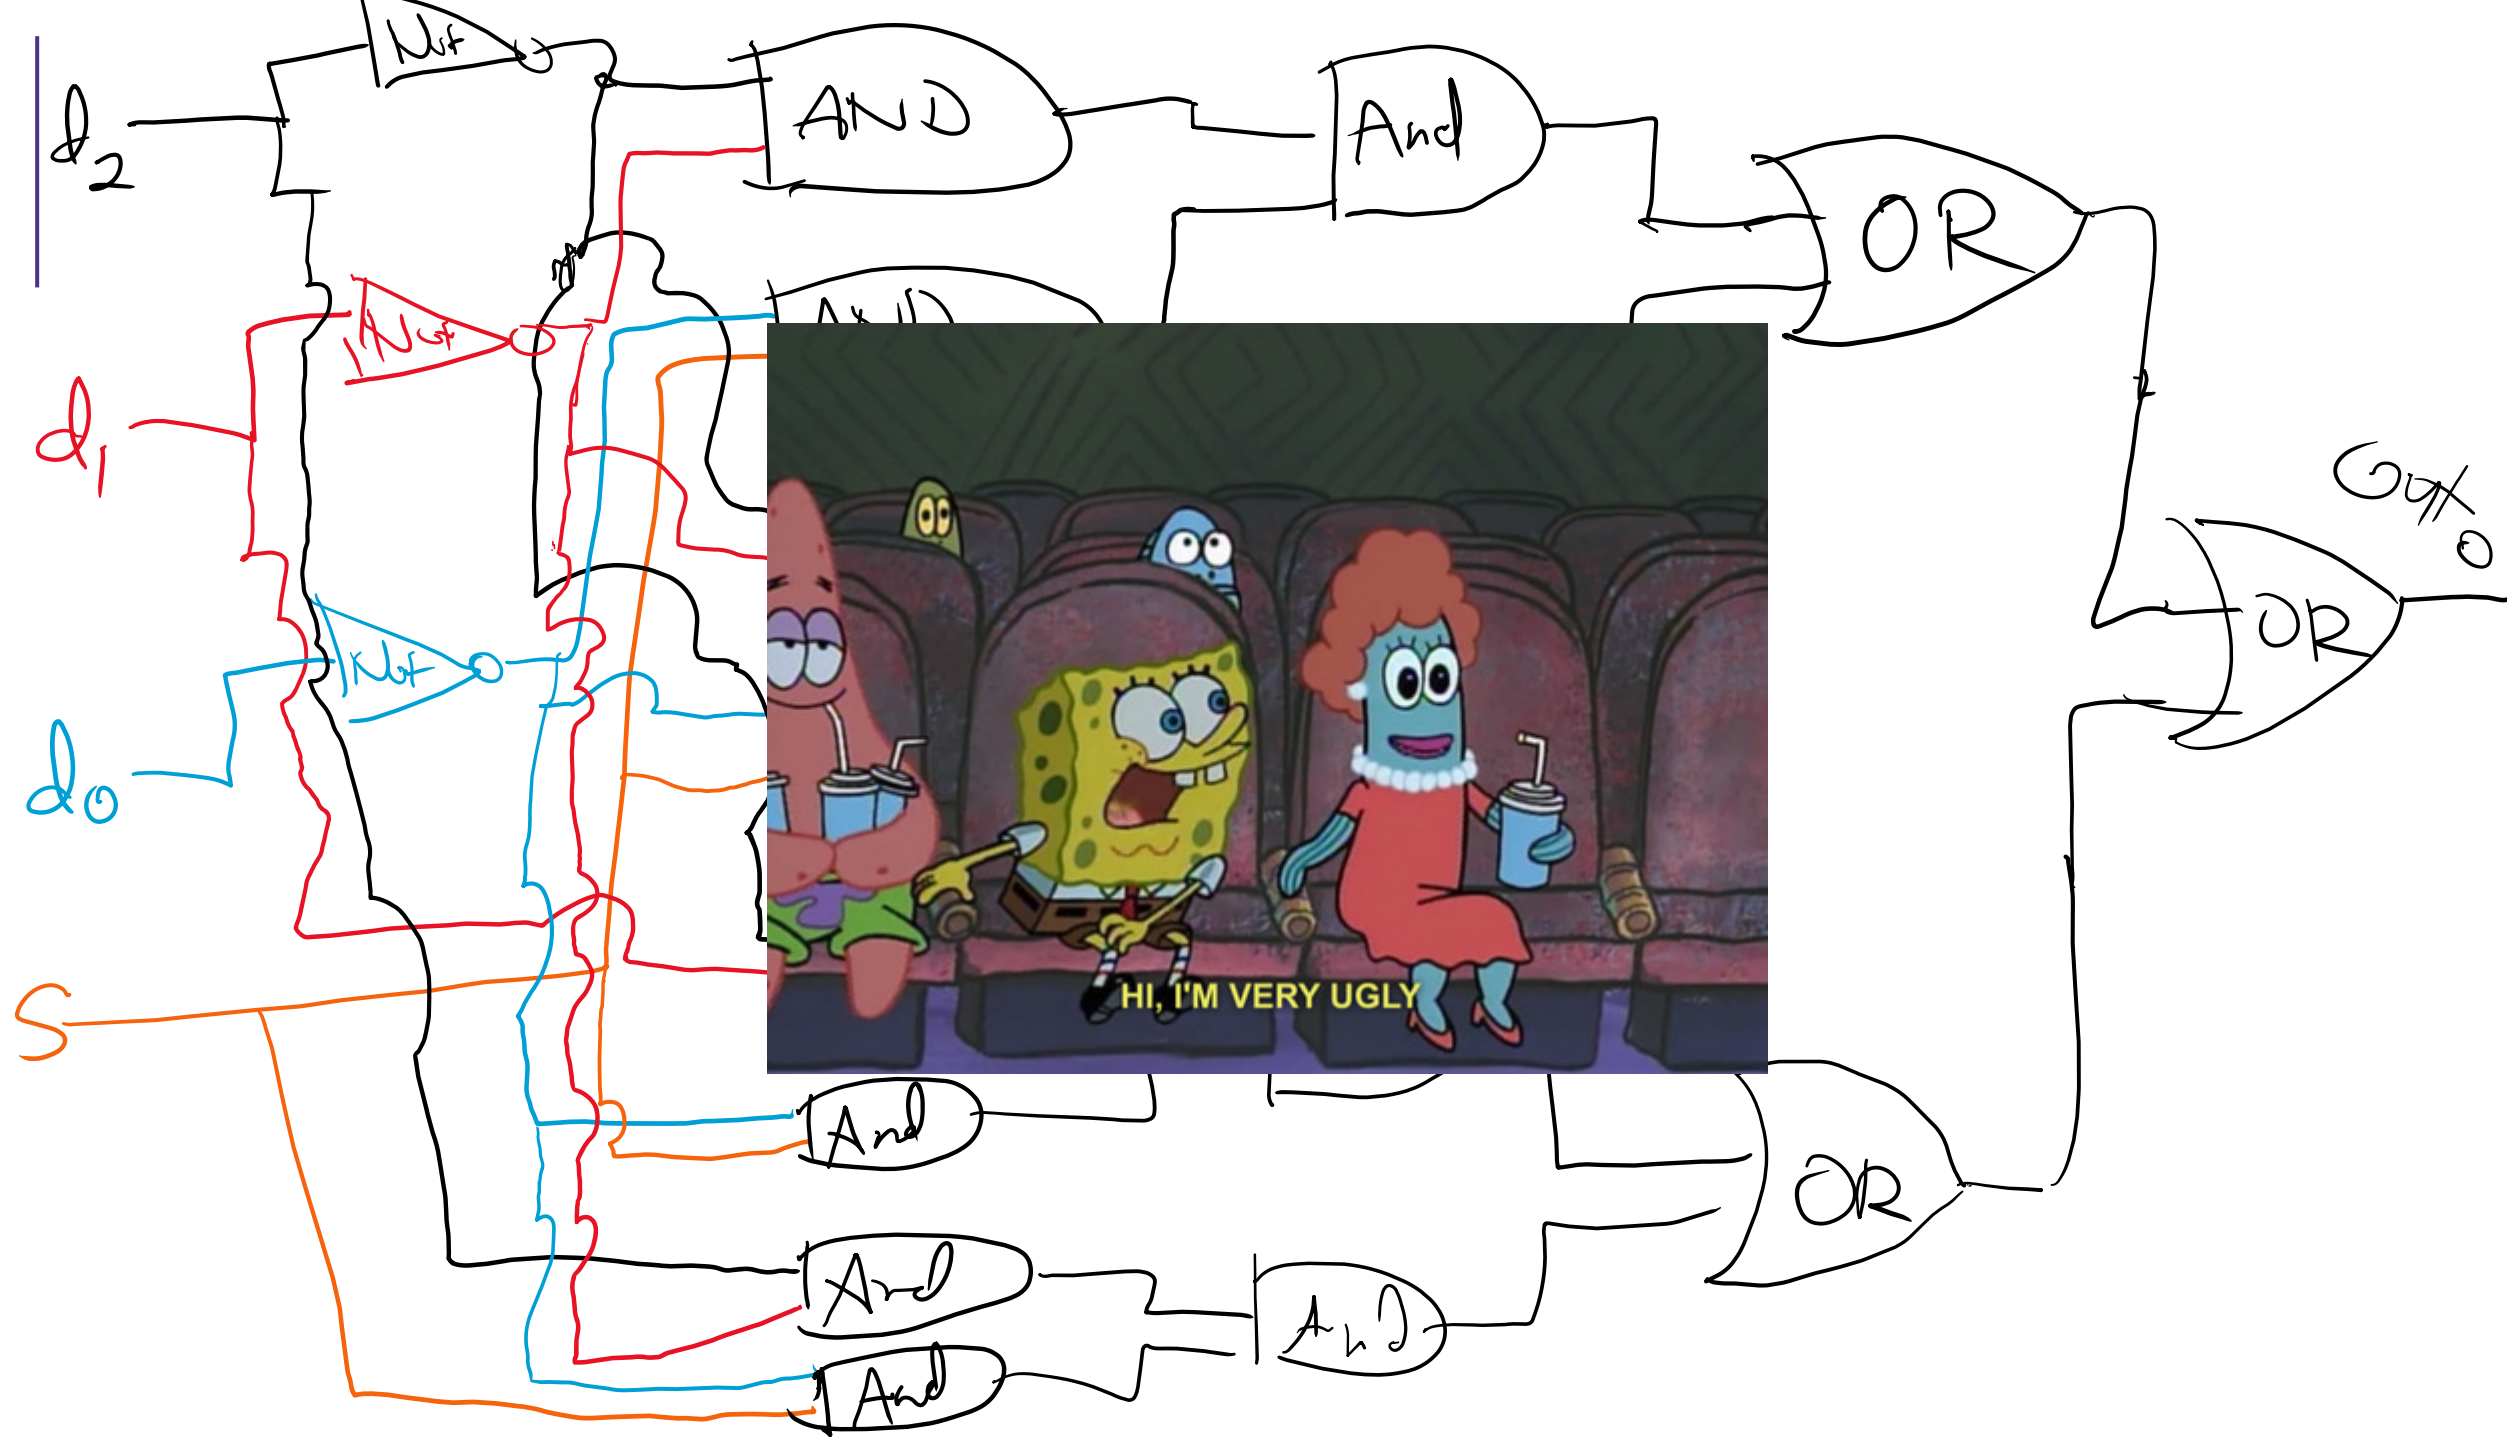 Not
d2
AND
And
OR
Not
d1
Out0
OR
Not
d0
HI, I'M VERY UGLY
S
And
OR
And
AND
And